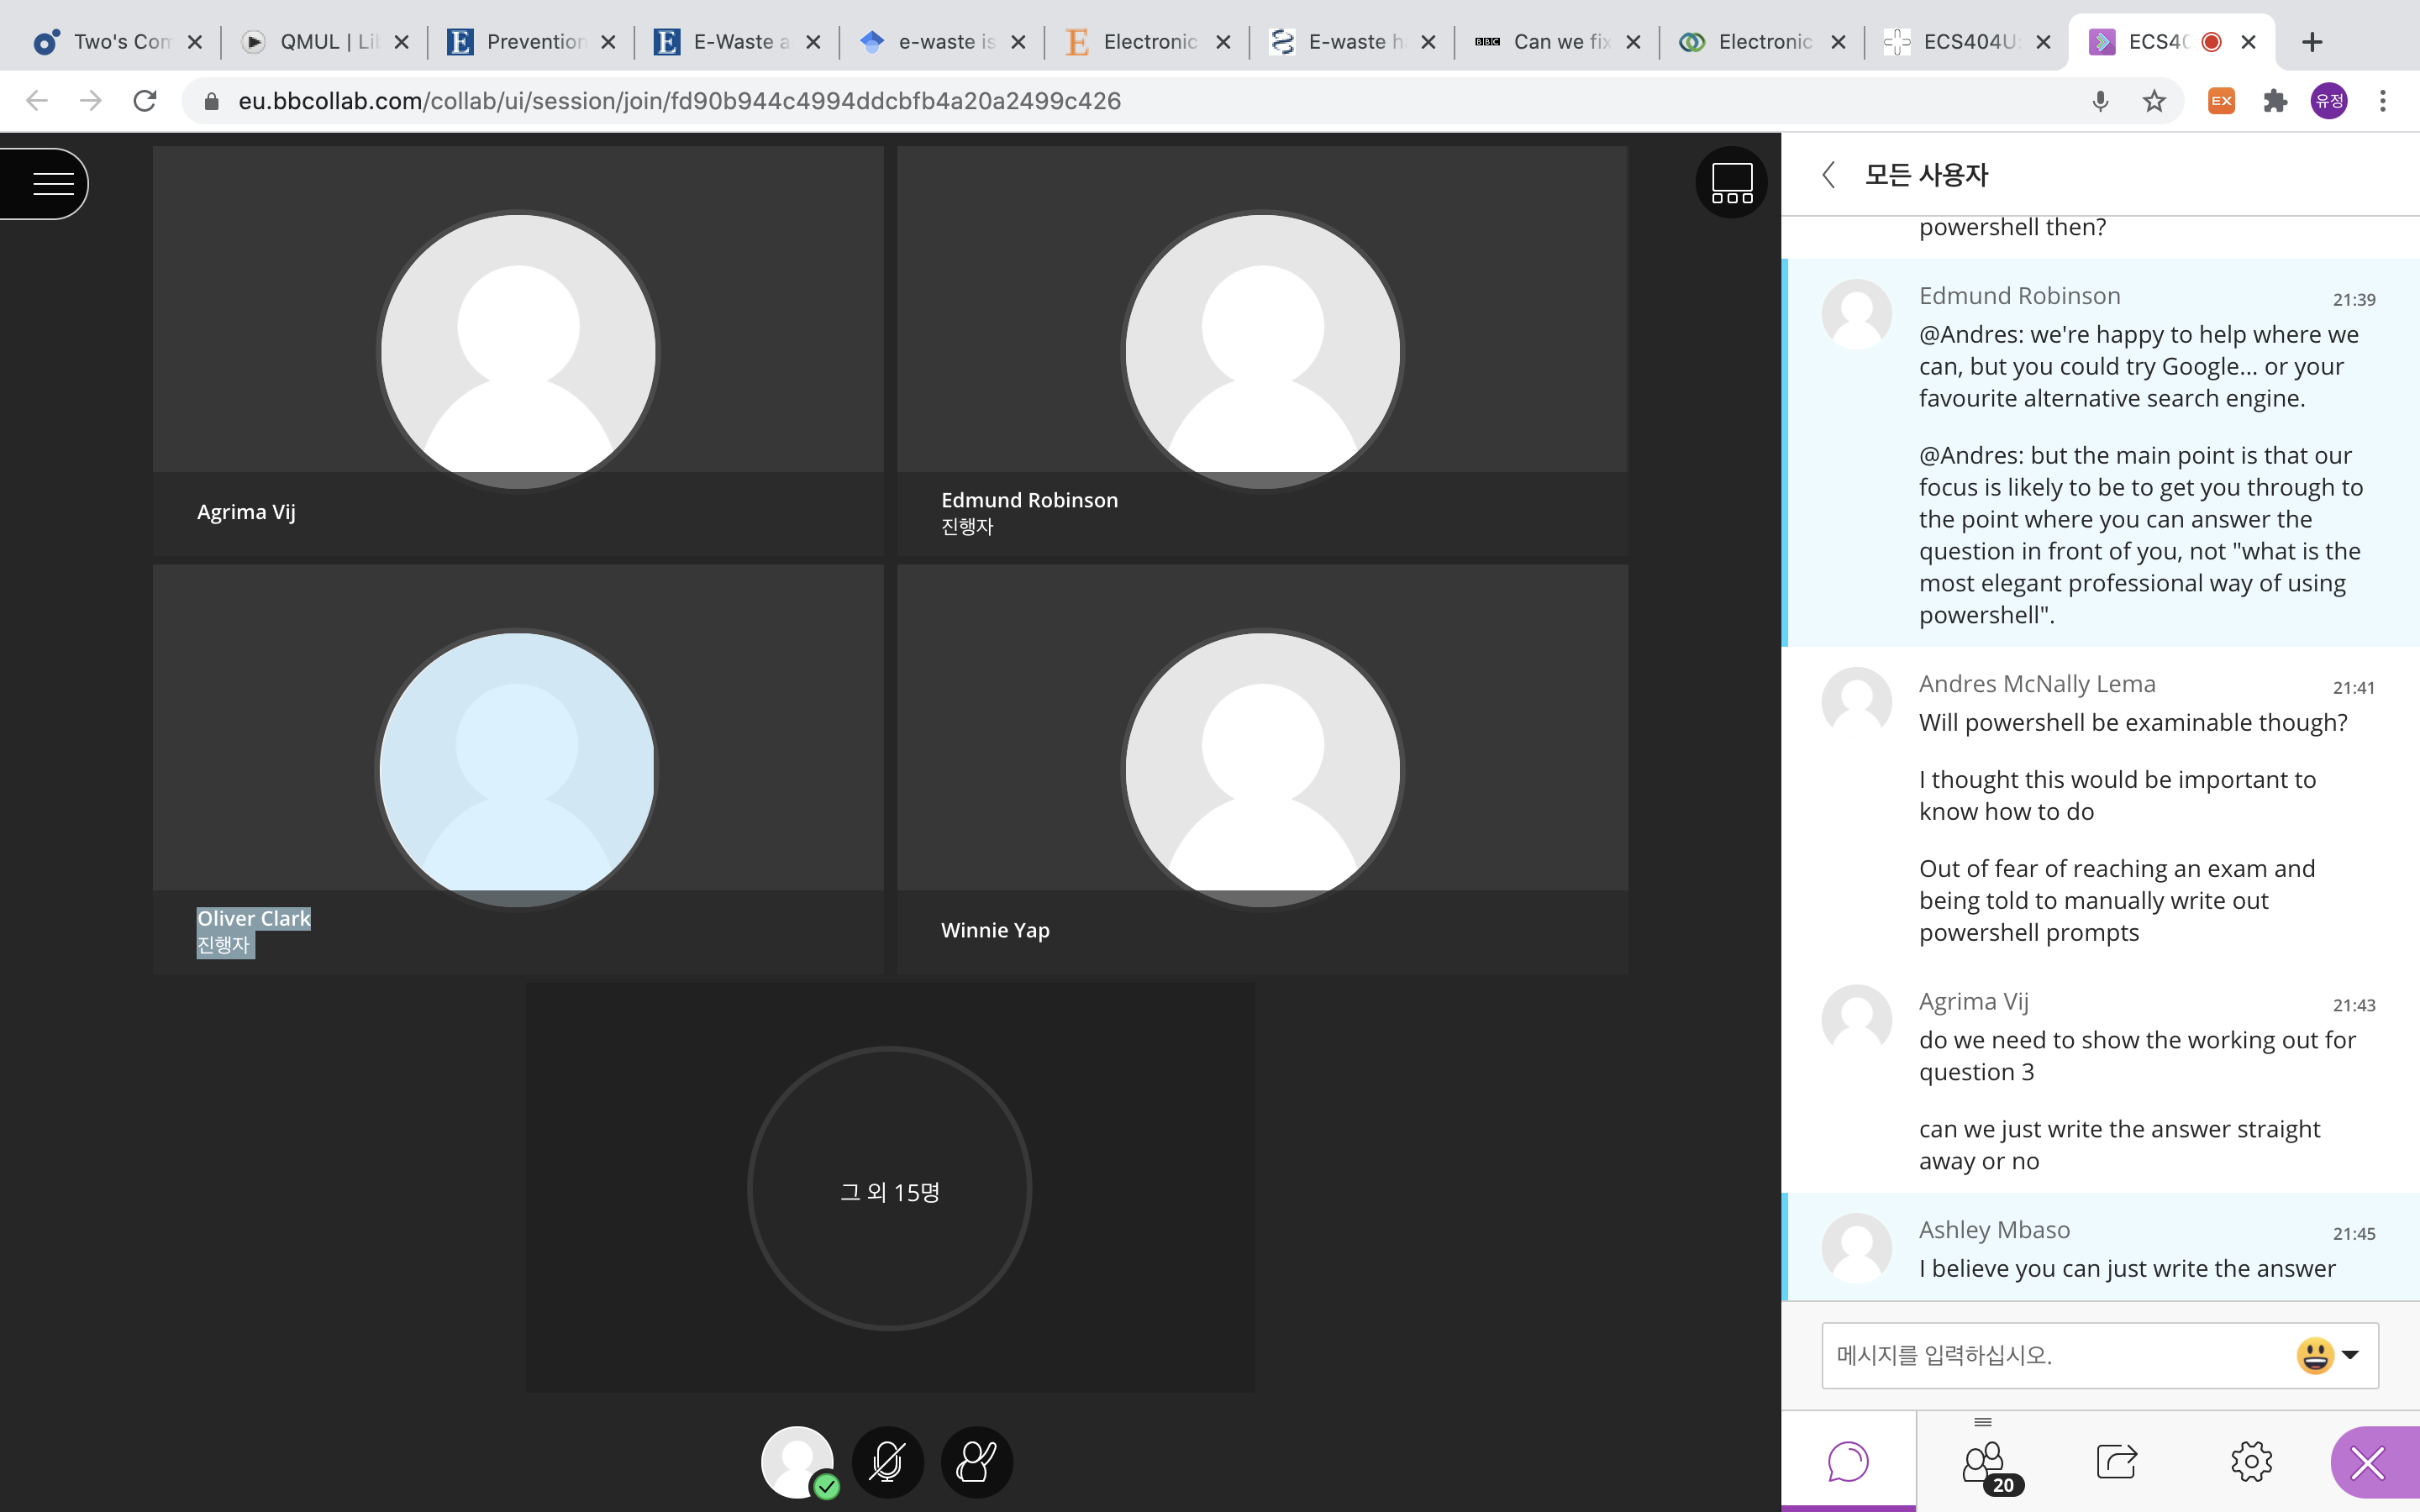 Two's Com
QMUL | Li
Prevention
E-Waste a
e-waste is
Electronic
E-waste h
BBC Can we fix
Electronic
ECS404U:
ECS40
eu.bbcollab.com/collab/ui/session/join/fd90b944c4994ddcbfb4a20a2499c426
EX
유정
Agrima Vij
Edmund Robinson
진행자
Oliver Clark
진행자
Winnie Yap
그 외 15명
모든 사용자
powershell then?
Edmund Robinson 21:39
@Andres: we're happy to help where we
can, but you could try Google... or your
favourite alternative search engine.
@Andres: but the main point is that our
focus is likely to be to get you through to
the point where you can answer the
question in front of you, not "what is the
most elegant professional way of using
powershell".
Andres McNally Lema 21:41
Will powershell be examinable though?
I thought this would be important to
know how to do
Out of fear of reaching an exam and
being told to manually write out
powershell prompts
Agrima Vij 21:43
do we need to show the working out for
question 3
can we just write the answer straight
away or no
Ashley Mbaso 21:45
I believe you can just write the answer
메시지를 입력하십시오.
20